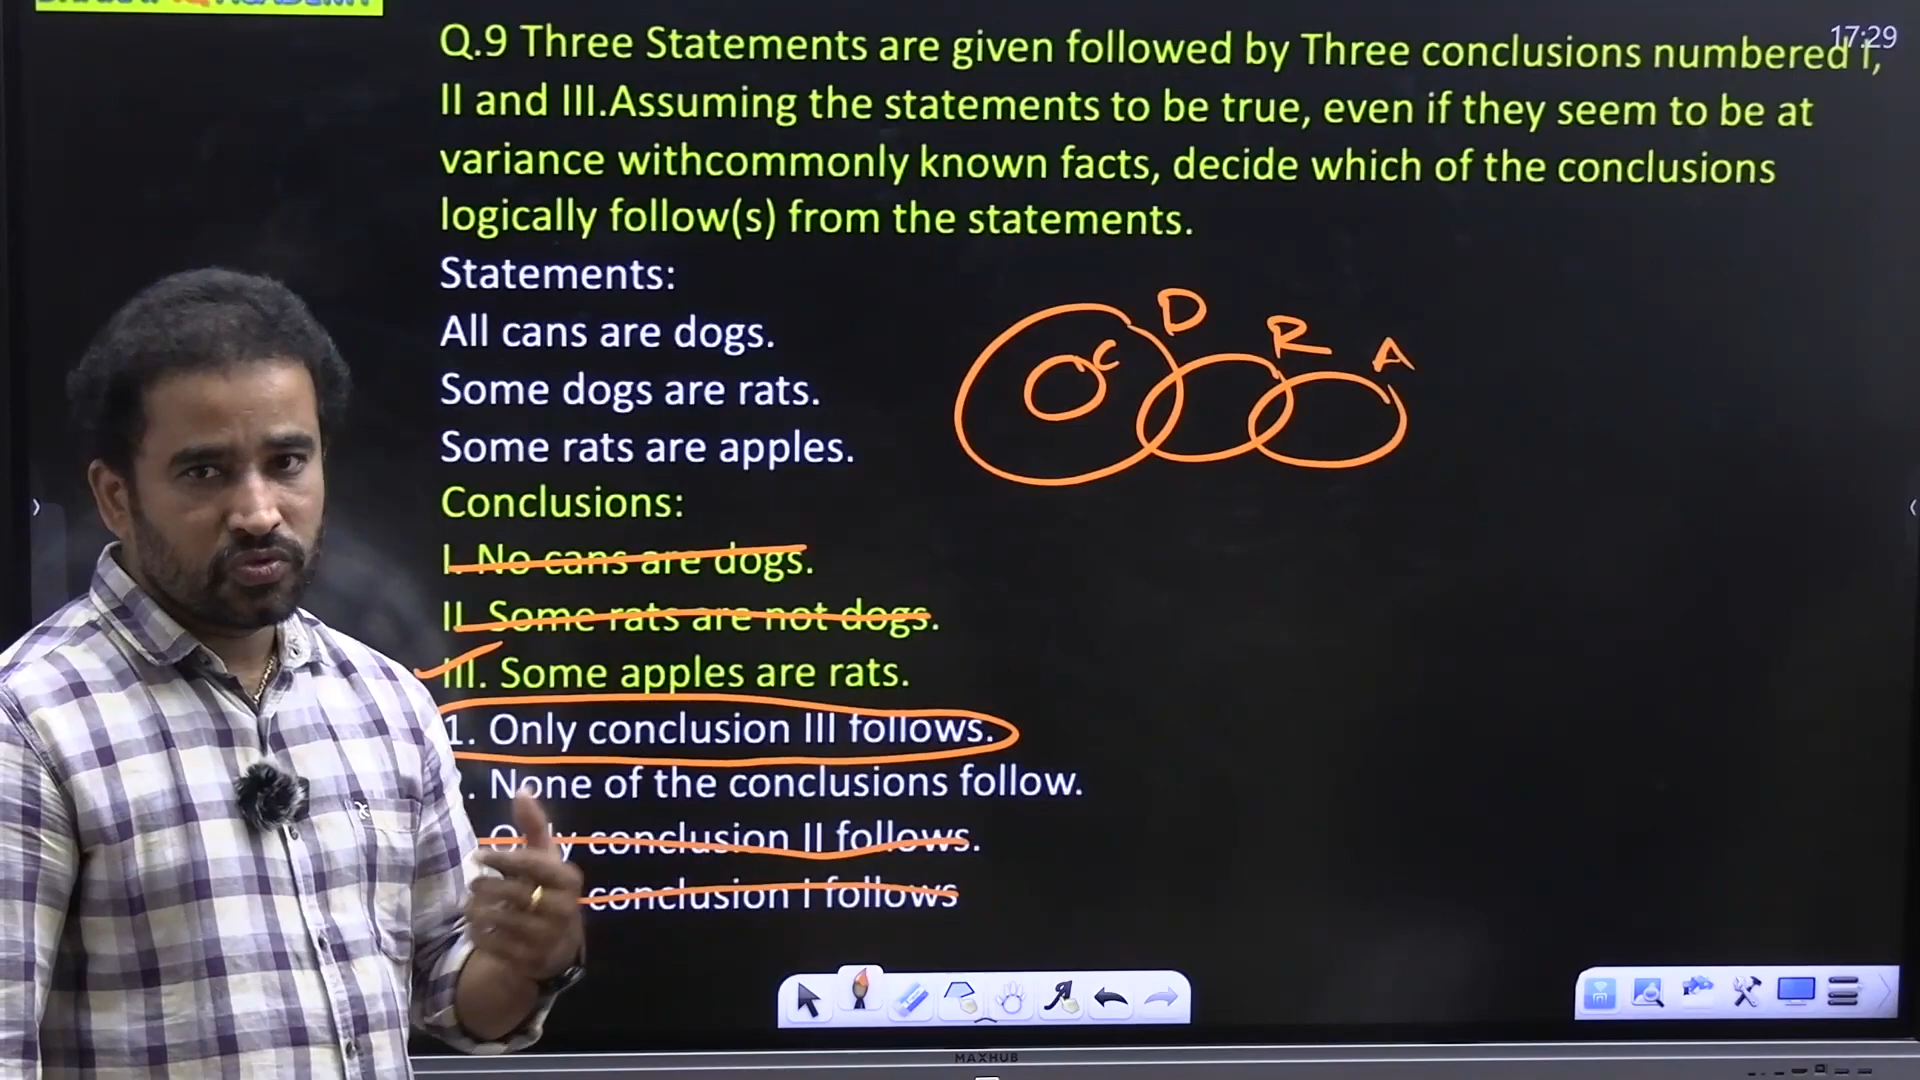 17:29
Q.9 Three Statements are given followed by Three conclusions numbered I,
II and III.Assuming the statements to be true, even if they seem to be at
variance withcommonly known facts, decide which of the conclusions
logically follow(s) from the statements.
Statements:
All cans are dogs.
Some dogs are rats.
Some rats are apples.
D
R
A
C
Conclusions:
I. No cans are dogs.
II. Some rats are not dogs.
III. Some apples are rats.
1. Only conclusion III follows.
. None of the conclusions follow.
Only conclusion II follows.
conclusion I follows
MAXHUB